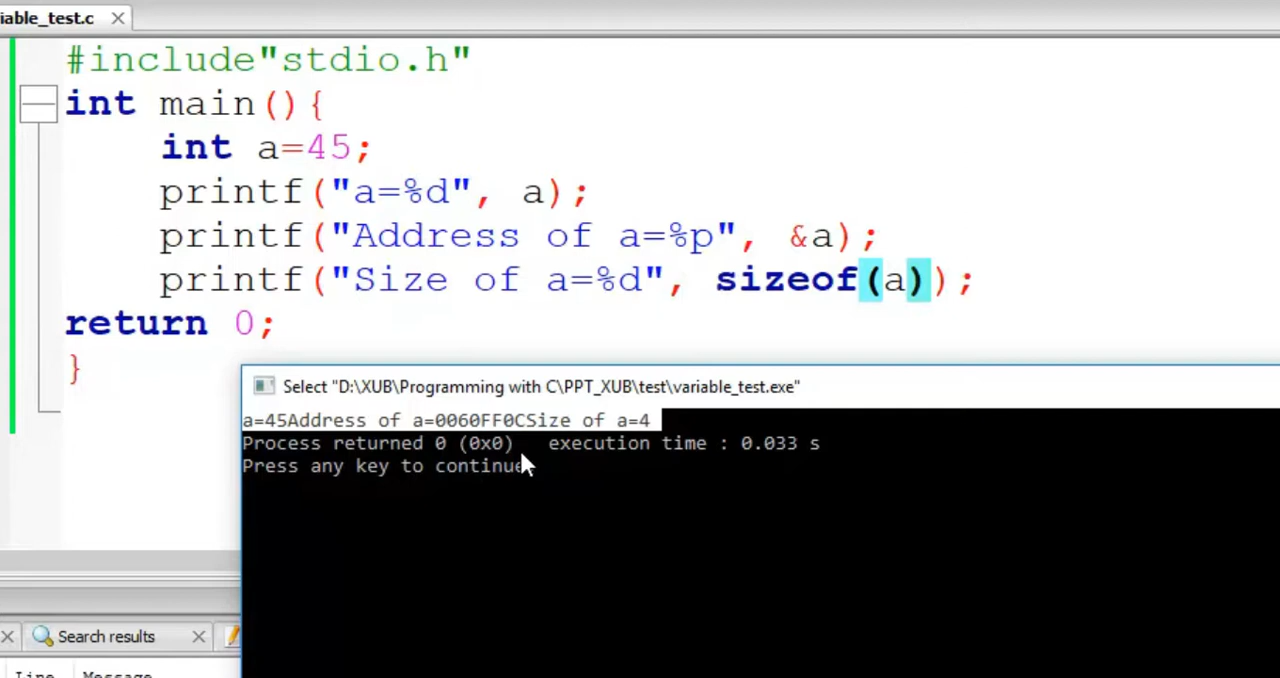 iable_test.c
#include"stdio.h"
int main(){
int a=45;
printf("a=%d", a);
printf("Address of a=%p", &a);
printf("Size of a=%d", sizeof(a));
return 0;
}
Select "D:\XUB\Programming with C\PPT_XUB\test\variable_test.exe"
a=45Address of a=0060FF0CSize of a=4
Process returned 0 (0x0)   execution time : 0.033 s
Press any key to continue
Search results
Line Message